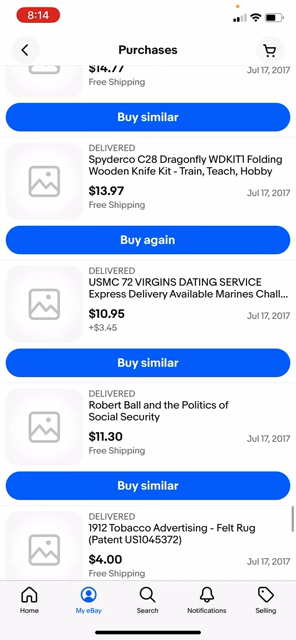 8:14
Purchases
$14.77
Jul 17, 2017
Free Shipping
Buy similar
DELIVERED
Spyderco C28 Dragonfly WDKIT1 Folding
Wooden Knife Kit - Train, Teach, Hobby
$13.97
Jul 17, 2017
Free Shipping
Buy again
DELIVERED
USMC 72 VIRGINS DATING SERVICE
Express Delivery Available Marines Chall...
$10.95
Jul 17, 2017
+$3.45
Buy similar
DELIVERED
Robert Ball and the Politics of
Social Security
$11.30
Jul 17, 2017
Free Shipping
Buy similar
DELIVERED
1912 Tobacco Advertising - Felt Rug
(Patent US1045372)
$4.00
Jul 17, 2017
Free Shipping
Home
My eBay
Search
Notifications
Selling